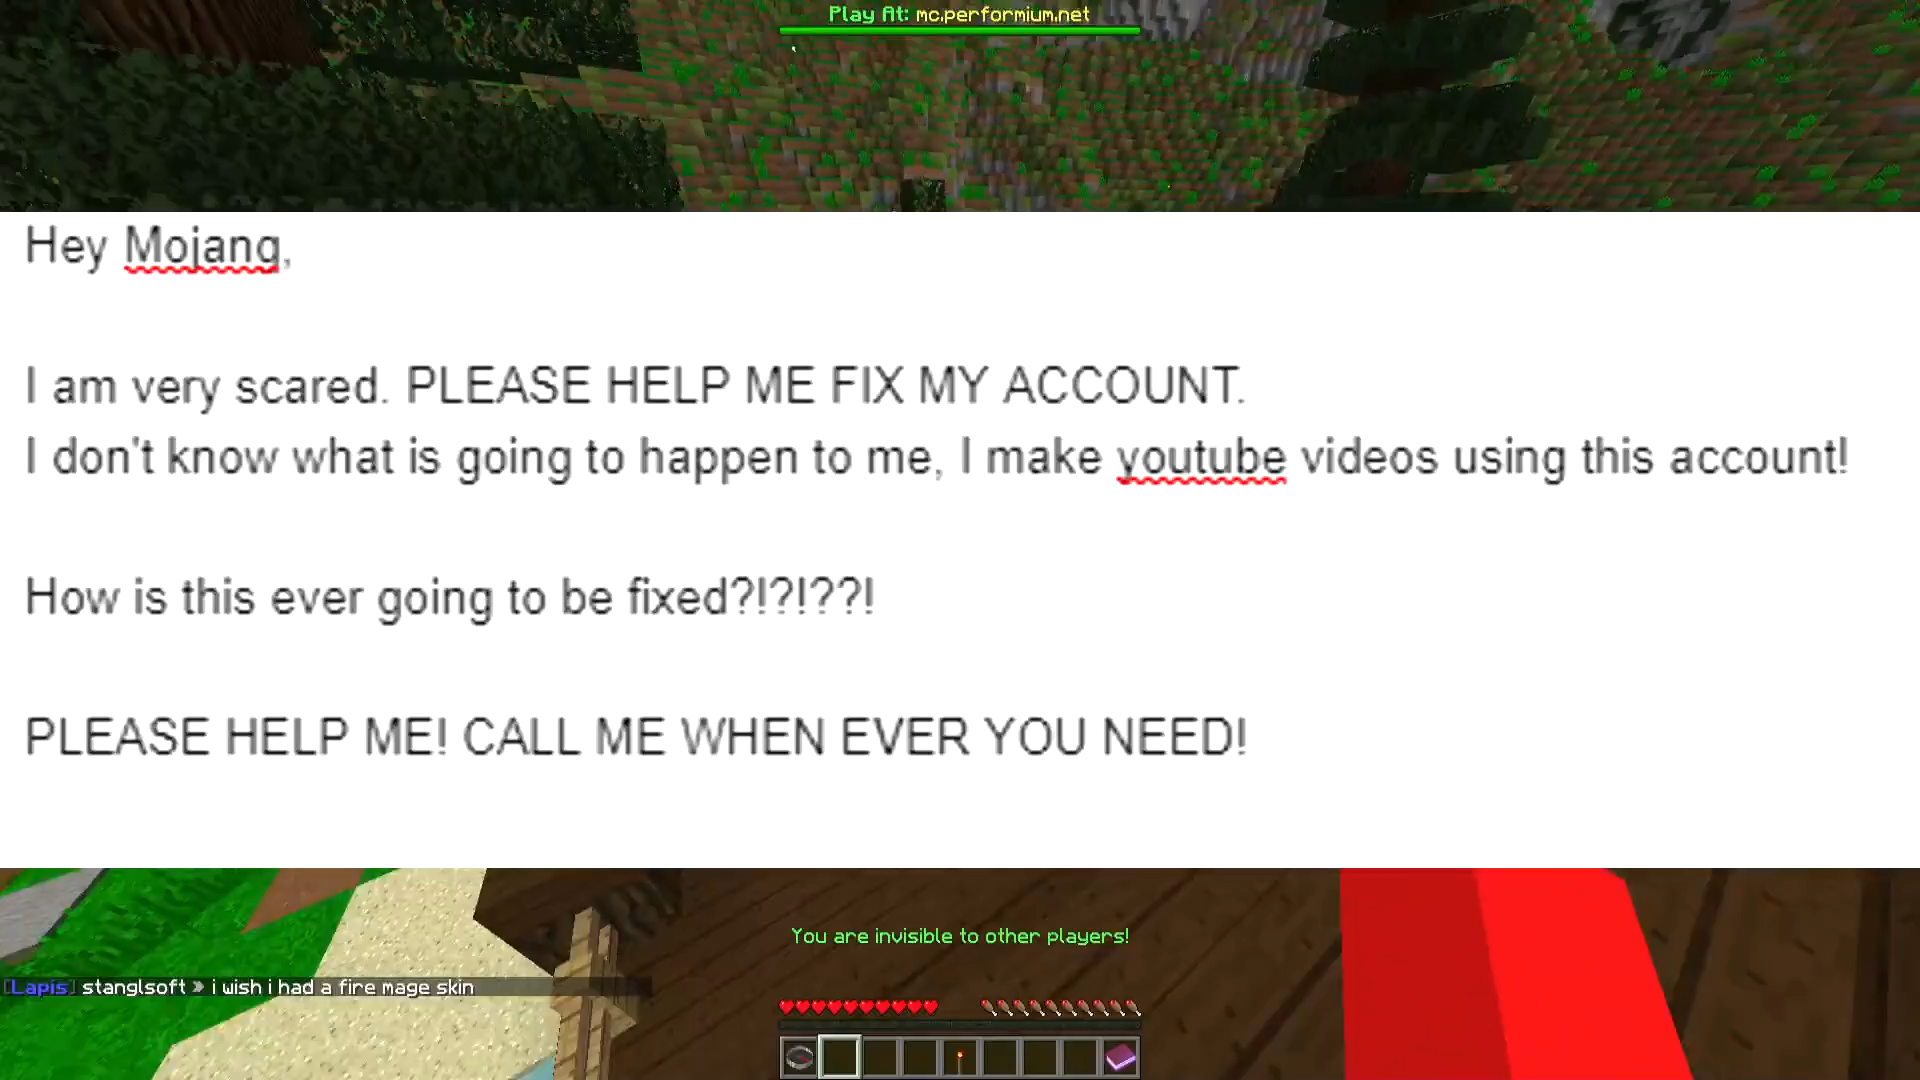 Play At: mc.performium.net
Hey Mojang,
I am very scared. PLEASE HELP ME FIX MY ACCOUNT.
I don't know what is going to happen to me, I make youtube videos using this account!
How is this ever going to be fixed?!?!??!
PLEASE HELP ME! CALL ME WHEN EVER YOU NEED!
You are invisible to other players!
[Lapis] stanglsoft » i wish i had a fire mage skin